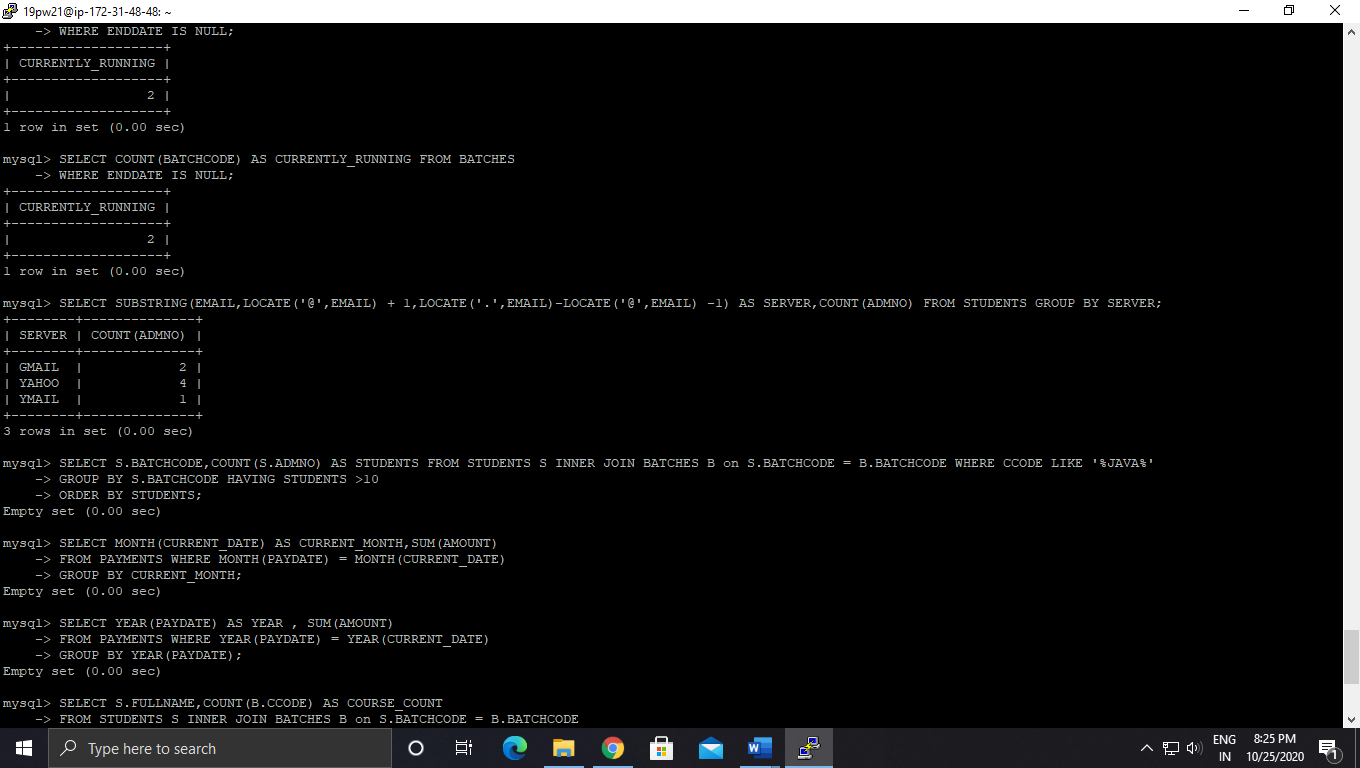 19pw21@ip-172-31-48-48: ~
    -> WHERE ENDDATE IS NULL;
+-------------------+
| CURRENTLY_RUNNING |
+-------------------+
|                 2 |
+-------------------+
1 row in set (0.00 sec)
mysql> SELECT COUNT(BATCHCODE) AS CURRENTLY_RUNNING FROM BATCHES
    -> WHERE ENDDATE IS NULL;
+-------------------+
| CURRENTLY_RUNNING |
+-------------------+
|                 2 |
+-------------------+
1 row in set (0.00 sec)
mysql> SELECT SUBSTRING(EMAIL,LOCATE('@',EMAIL) + 1,LOCATE('.',EMAIL)-LOCATE('@',EMAIL) -1) AS SERVER,COUNT(ADMNO) FROM STUDENTS GROUP BY SERVER;
+--------+--------------+
| SERVER | COUNT(ADMNO) |
+--------+--------------+
| GMAIL  |            2 |
| YAHOO  |            4 |
| YMAIL  |            1 |
+--------+--------------+
3 rows in set (0.00 sec)
mysql> SELECT S.BATCHCODE,COUNT(S.ADMNO) AS STUDENTS FROM STUDENTS S INNER JOIN BATCHES B on S.BATCHCODE = B.BATCHCODE WHERE CCODE LIKE '%JAVA%'
    -> GROUP BY S.BATCHCODE HAVING STUDENTS >10
    -> ORDER BY STUDENTS;
Empty set (0.00 sec)
mysql> SELECT MONTH(CURRENT_DATE) AS CURRENT_MONTH,SUM(AMOUNT)
    -> FROM PAYMENTS WHERE MONTH(PAYDATE) = MONTH(CURRENT_DATE)
    -> GROUP BY CURRENT_MONTH;
Empty set (0.00 sec)
mysql> SELECT YEAR(PAYDATE) AS YEAR , SUM(AMOUNT)
    -> FROM PAYMENTS WHERE YEAR(PAYDATE) = YEAR(CURRENT_DATE)
    -> GROUP BY YEAR(PAYDATE);
Empty set (0.00 sec)
mysql> SELECT S.FULLNAME,COUNT(B.CCODE) AS COURSE_COUNT
    -> FROM STUDENTS S INNER JOIN BATCHES B on S.BATCHCODE = B.BATCHCODE
Type here to search
ENG 8:25 PM
IN 10/25/2020 1